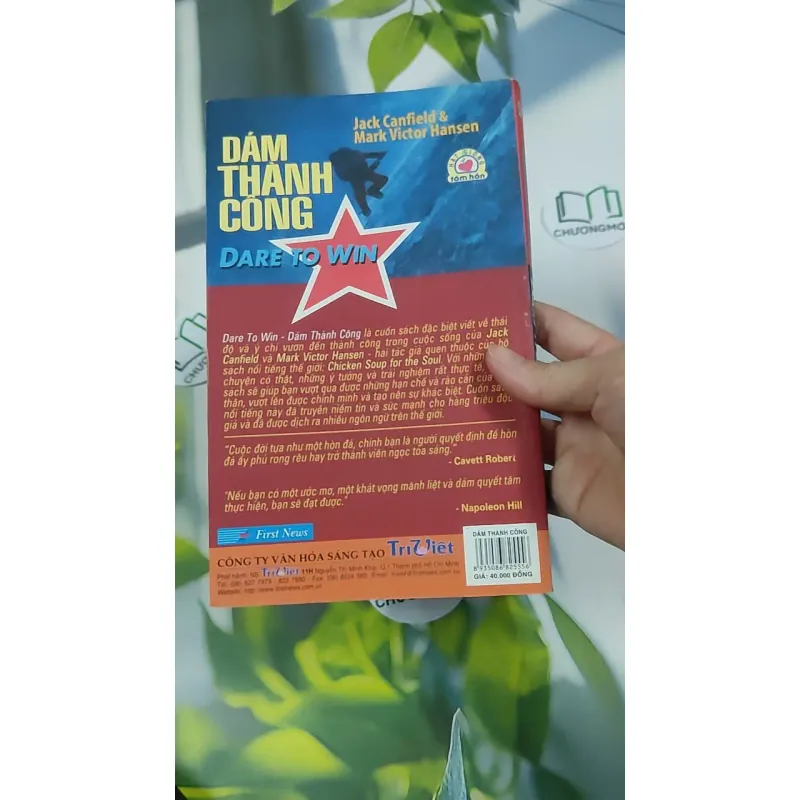 Jack Canfield &
Mark Victor Hansen
DÁM
THÀNH
CÔNG
HẠT GIỐNG
tâm hồn
DARE TO WIN
Dare To Win - Dám Thành Công là cuốn sách đặc biệt viết về thái
độ và ý chí vươn đến thành công trong cuộc sống của Jack
Canfield và Mark Victor Hansen - hai tác giả quen thuộc của bộ
sách nổi tiếng thế giới: Chicken Soup for the Soul. Với những
chuyện có thật, những ý tưởng và trải nghiệm rất thực tế,
sách sẽ giúp bạn vượt qua được những hạn chế và rào cản của
thân, vươn lên được chính mình và tạo nên sự khác biệt. Cuốn sách
nổi tiếng này đã truyền niềm tin và sức mạnh cho hàng triệu độc
giả và đã được dịch ra nhiều ngôn ngữ trên thế giới.
"Cuộc đời tựa như một hòn đá, chính bạn là người quyết định để hòn
đá ấy phủ rong rêu hay trở thành viên ngọc tỏa sáng."
- Cavett Robert
"Nếu bạn có một ước mơ, một khát vọng mãnh liệt và dám quyết tâm
thực hiện, bạn sẽ đạt được."
- Napoleon Hill
First News
CÔNG TY VĂN HÓA SÁNG TẠO TRÍ VIỆT
DÁM THÀNH CÔNG
8935086825556
GIÁ: 40.000 ĐỒNG
CHUONGMO